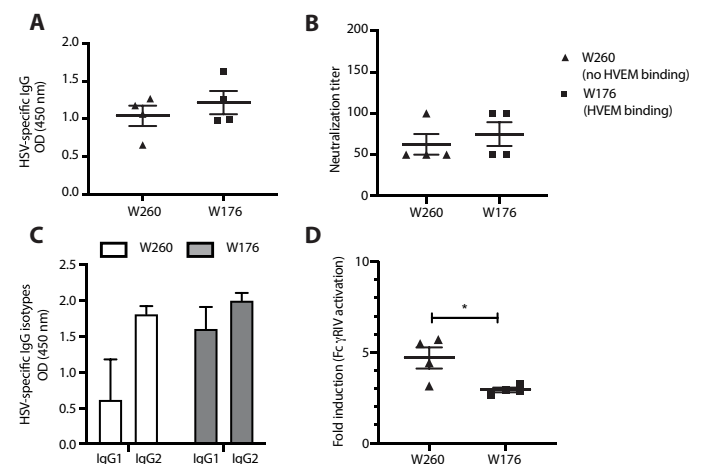 A
HSV-specific IgG
OD (450 nm)
2.0
1.5
1.0
0.5
0.0
W260
W176
B
Neutralization titer
200
150
100
50
0
W260
W176
W260
(no HVEM binding)
W176
(HVEM binding)
C
W260
W176
HSV-specific IgG isotypes
OD (450 nm)
2.5
2.0
1.5
1.0
0.5
0.0
IgG1
IgG2
IgG1
IgG2
D
Fold induction (Fc γRIV activation)
10
5
0
*
W260
W176